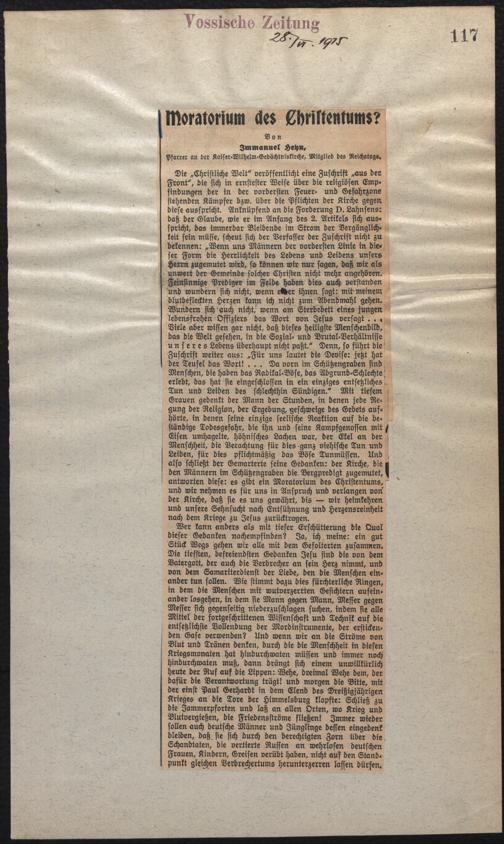 Vossische Zeitung
28./VI. 1915
117
Moratorium des Christentums?
Von
Immanuel Heyn,
Pfarrer an der Kaiser-Wilhelm-Gedächtniskirche, Mitglied des Reichstags.
Die „Christliche Welt" veröffentlicht eine Zuschrift „aus der
Front", die sich in ernstester Weise über die religiösen Emp-
findungen der in der vordersten Feuer- und Gefahrzone
stehenden Kämpfer bzw. über die Pflichten der Kirche gegen
diese ausspricht. Anknüpfend an die Forderung D. Lahusens:
daß der Glaube, wie er im Anfang des 2. Artikels sich aus-
spricht, das immerdar Bleibende im Strom der Vergänglich-
keit sein müsse, scheut sich der Verfasser der Zuschrift nicht zu
bekennen: „Wenn uns Männern der vordersten Linie in die-
ser Form die Herrlichkeit des Lebens und Leidens unsers
Herrn zugemutet wird, so können wir nur sagen, daß wir als
unwert der Gemeinde solcher Christen nicht mehr angehören.
Feinsinnige Prediger im Felde haben dies auch verstanden
und wundern sich nicht, wenn einer ihnen sagt: mit meinem
blutbefleckten Herzen kann ich nicht zum Abendmahl gehen.
Wundern sich auch nicht, wenn am Sterbebett eines jungen
lebensfrohen Offiziers das Wort von Jesus versagt . . .
Viele aber wissen gar nicht, daß dieses heiligste Menschenbild,
das die Welt gesehen, in die Sozial- und Brutal-Verhältnisse
unseres Lebens überhaupt nicht paßt." Denn, so führt die
Zuschrift weiter aus: „Für uns lautet die Devise: jetzt hat
der Teufel das Wort! . . . Da vorn im Schützengraben sind
Menschen, die haben das Radikal-Böse, das Abgrund-Schlechte
erlebt, das hat sie eingeschlossen in ein einziges entsetzliches
Tun und Leiden des schlechthin Sündigen." Mit tiefem
Grauen gedenkt der Mann der Stunden, in denen jede Re-
gung der Religion, der Ergebung, geschweige des Gebets auf-
hörte, in denen seine einzige seelische Reaktion auf die be-
ständige Todesgefahr, die ihn und seine Kampfgenossen mit
Eisen umhagelte, höhnisches Lachen war, der Ekel an der
Menschheit, die Verachtung für dies ganz viehische Tun und
Leiden, für dies pflichtmäßig das Böse Tunmüssen. Und
also schließt der Gemarterte seine Gedanken: der Kirche, die
den Männern im Schützengraben die Bergpredigt zugemutet,
antworten diese: es gibt ein Moratorium des Christentums,
und wir nehmen es für uns in Anspruch und verlangen von
der Kirche, daß sie es uns gewährt, bis — wir heimkehren
und unsere Sehnsucht nach Entsühnung und Herzensreinheit
nach dem Kriege zu Jesus zurücktragen.
Wer kann anders als mit tiefer Erschütterung die Qual
dieser Gedanken nachempfinden? Ja, ich meine: ein gut
Stück Wegs gehen wir alle mit dem Gefolterten zusammen.
Die tiefsten, befreiendsten Gedanken Jesu sind die von dem
Vatergott, der auch die Verbrecher an sein Herz nimmt, und
von dem Samariterdienst der Liebe, den die Menschen ein-
ander tun sollen. Wie stimmt dazu dies fürchterliche Ringen,
in dem die Menschen mit wutverzerrten Gesichtern aufein-
ander losgehen, in dem sie Mann gegen Mann, Messer gegen
Messer sich gegenseitig niederzuschlagen suchen, indem sie alle
Mittel der fortgeschrittenen Wissenschaft und Technik auf die
entsetzlichste Vollendung der Mordinstrumente, der ersticken-
den Gase verwenden? Und wenn wir an die Ströme von
Blut und Tränen denken, durch die die Menschheit in diesen
Kriegsmonaten hat hindurchwaten müssen und immer noch
hindurchwaten muß, dann drängt sich einem unwillkürlich
heute der Ruf auf die Lippen: Wehe, dreimal Wehe dem, der
dafür die Verantwortung trägt! und morgen die Bitte, mit
der einst Paul Gerhardt in dem Elend des Dreißigjährigen
Krieges an die Tore der Himmelsburg klopfte: Schließ zu
die Jammerpforten und laß an allen Orten, wo Krieg und
Blutvergießen, die Friedensströme fließen! Immer wieder
sollen auch deutsche Männer und Jünglinge dessen eingedenk
bleiben, daß sie sich durch den berechtigten Zorn über die
Schandtaten, die vertierte Russen an wehrlosen deutschen
Frauen, Kindern, Greisen verübt haben, nicht auf den Stand-
punkt gleichen Verbrechertums herunterzerren lassen dürfen,